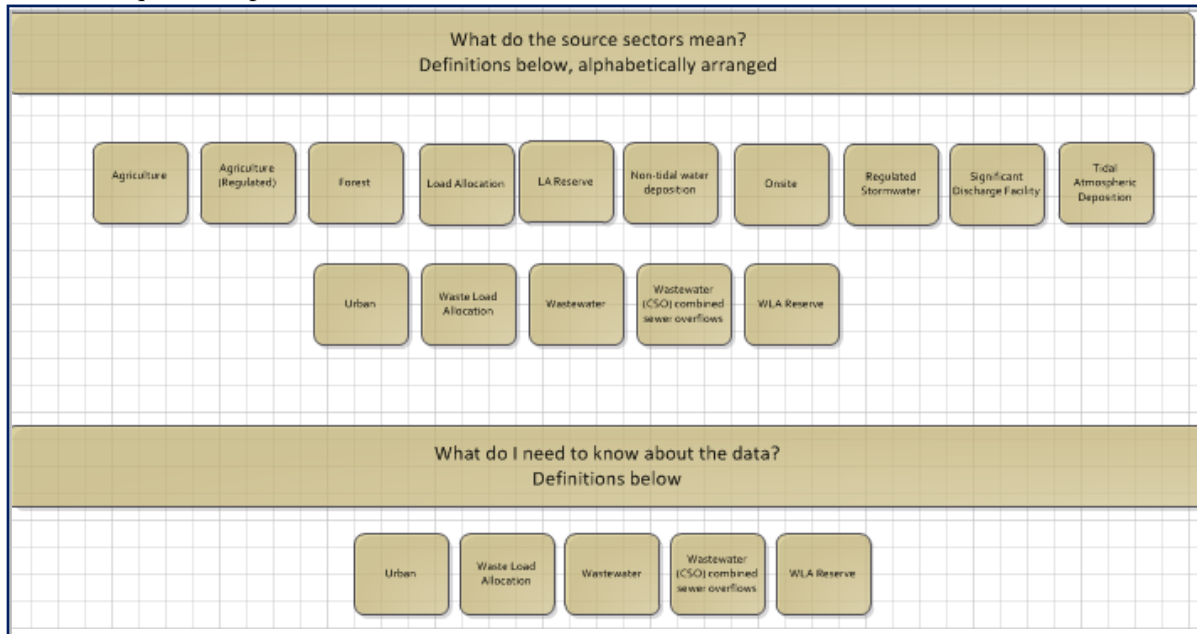 What do the source sectors mean?
Definitions below, alphabetically arranged
Agriculture
Agriculture
(Regulated)
Forest
Load Allocation
LA Reserve
Non-tidal water
deposition
Onsite
Regulated
Stormwater
Significant
Discharge Facility
Tidal
Atmospheric
Deposition
Urban
Waste Load
Allocation
Wastewater
Wastewater
(CSO) combined
sewer overflows
WLA Reserve
What do I need to know about the data?
Definitions below
Urban
Waste Load
Allocation
Wastewater
Wastewater
(CSO) combined
sewer overflows
WLA Reserve